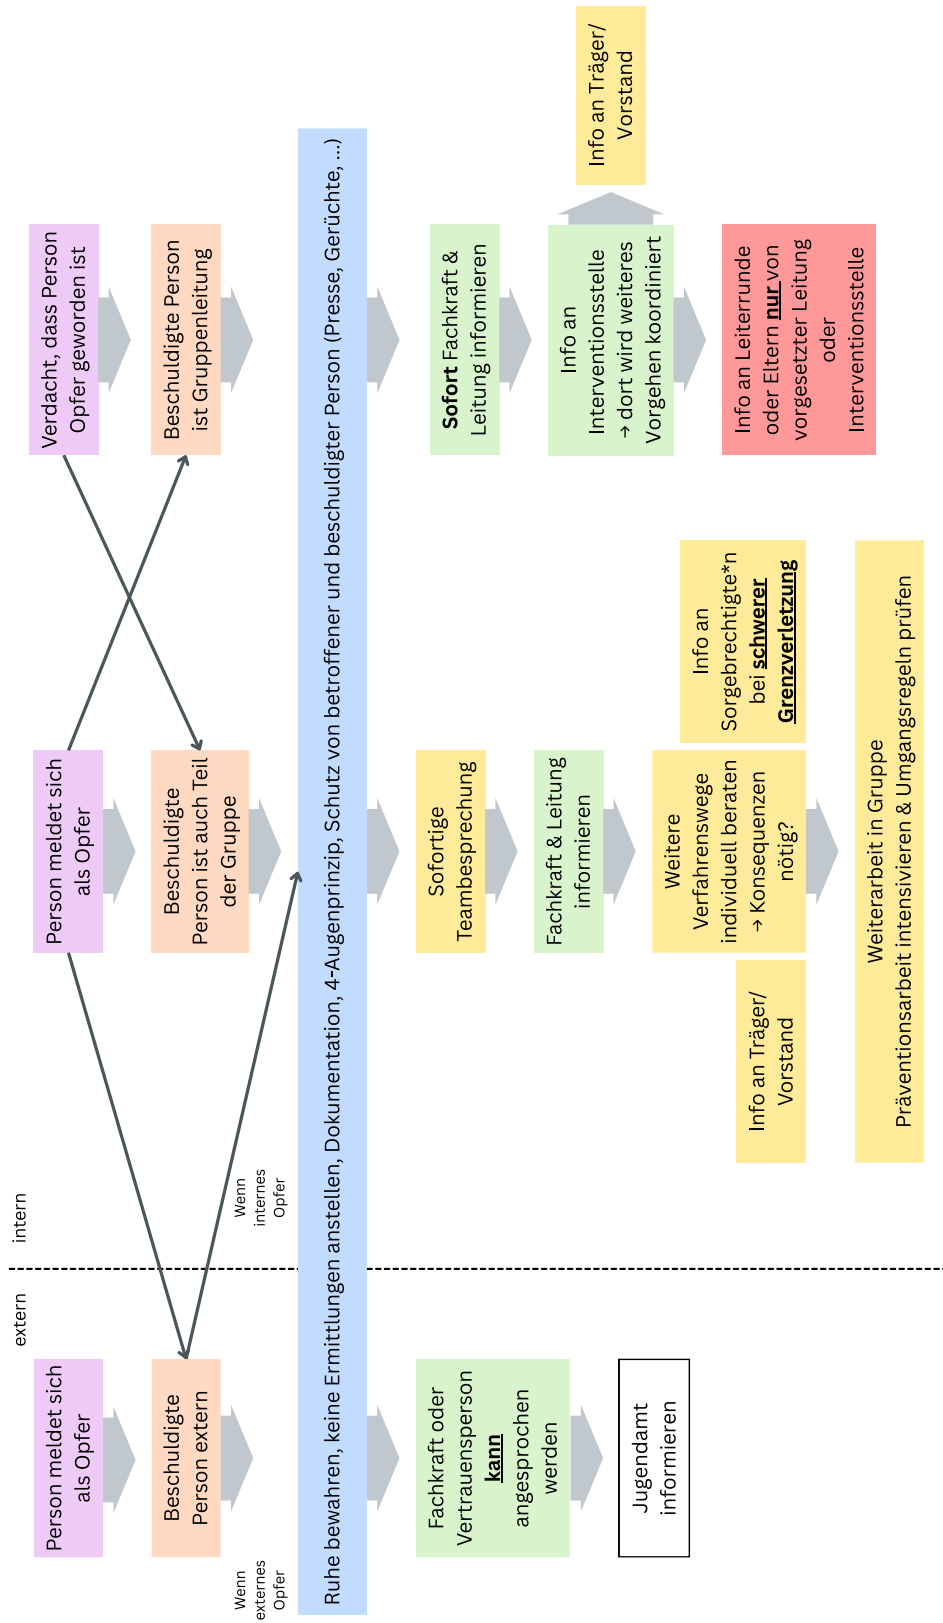 extern
intern
Person meldet sich
als Opfer
Person meldet sich
als Opfer
Verdacht, dass Person
Opfer geworden ist
Beschuldigte
Person extern
Beschuldigte
Person ist auch Teil
der Gruppe
Beschuldigte Person
ist Gruppenleitung
Wenn
externes
Opfer
Wenn
internes
Opfer
Ruhe bewahren, keine Ermittlungen anstellen, Dokumentation, 4-Augenprinzip, Schutz von betroffener und beschuldigter Person (Presse, Gerüchte, ...)
Fachkraft oder
Vertrauensperson
kann
angesprochen
werden
Jugendamt
informieren
Sofortige
Teambesprechung
Fachkraft & Leitung
informieren
Weitere
Verfahrenswege
individuell beraten
→ Konsequenzen
nötig?
Info an Träger/
Vorstand
Info an
Sorgebrechtigte*n
bei schwerer
Grenzverletzung
Weiterarbeit in Gruppe
Präventionsarbeit intensivieren & Umgangsregeln prüfen
Sofort Fachkraft &
Leitung informieren
Info an
Interventionsstelle
→ dort wird weiteres
Vorgehen koordiniert
Info an Träger/
Vorstand
Info an Leiterrunde
oder Eltern nur von
vorgesetzter Leitung
oder
Interventionsstelle